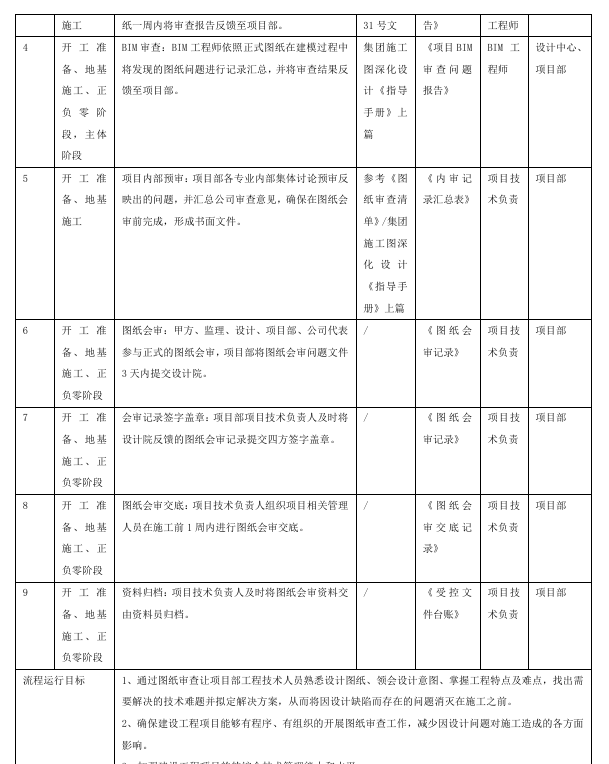 施工 纸一周内将审查报告反馈至项目部。 31 号文 告》 工程师
4 开工准 BIM 审查：BIM 工程师依照正式图纸在建模过程中 集团施工 《项目 BIM BIM 工 设计中心、
备、地基 将发现的图纸问题进行记录汇总，并将审查结果反 图深化设 审查问题 程师 项目部
施工、正 馈至项目部。 计《指导 报告》
负零阶 手册》上
段，主体 篇
阶段
5 开工准 项目内部预审：项目部各专业内部集体讨论预审反 参考《图 《内审记 项目技 项目部
备、地基 映出的问题，并汇总公司审查意见，确保在图纸会 纸审查清 录汇总表》 术负责
施工 审前完成，形成书面文件。 单》/集团
施工图深
化设计
《指导手
册》上篇
6 开工准 图纸会审：甲方、监理、设计、项目部、公司代表 / 《图纸会 项目技 项目部
备、地基 参与正式的图纸会审，项目部将图纸会审问题文件 审记录》 术负责
施工、正 3 天内提交设计院。
负零阶段
7 开工准 会审记录签字盖章：项目部项目技术负责人及时将 / 《图纸会 项目技 项目部
备、地基 设计院反馈的图纸会审记录提交四方签字盖章。 审记录》 术负责
施工、正
负零阶段
8 开工准 图纸会审交底：项目技术负责人组织项目相关管理 / 《图纸会 项目技 项目部
备、地基 人员在施工前 1 周内进行图纸会审交底。 审交底记 术负责
施工、正 录》
负零阶段
9 开工准 资料归档：项目技术负责人及时将图纸会审资料交 / 《受控文 项目技 项目部
备、地基 由资料员归档。 件台账》 术负责
施工、正
负零阶段
流程运行目标 1、通过图纸审查让项目部工程技术人员熟悉设计图纸、领会设计意图、掌握工程特点及难点，找出需
要解决的技术难题并拟定解决方案，从而将因设计缺陷而存在的问题消灭在施工之前。
2、确保建设工程项目能够有程序、有组织的开展图纸审查工作，减少因设计问题对施工造成的各方面
影响。